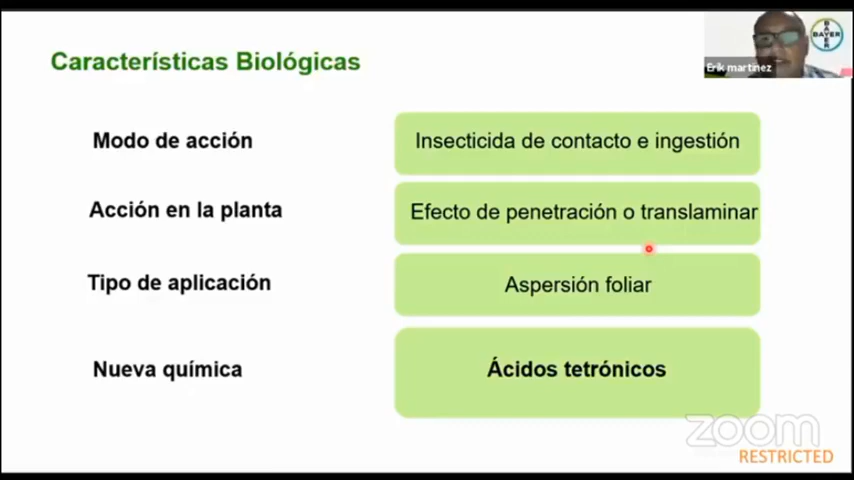 Características Biológicas
BAYER
BAYER
Erik martinez
Modo de acción
Insecticida de contacto e ingestión
Acción en la planta
Efecto de penetración o translaminar
Tipo de aplicación
Aspersión foliar
Nueva química
Ácidos tetrónicos
zoom
RESTRICTED